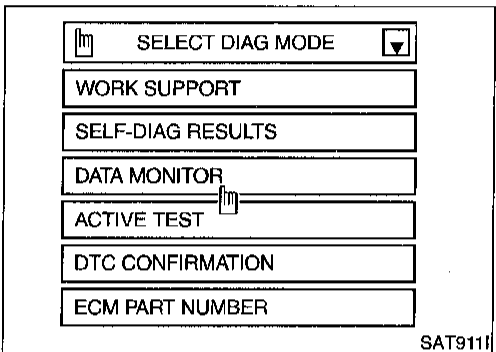 SELECT DIAG MODE
WORK SUPPORT
SELF-DIAG RESULTS
DATA MONITOR
ACTIVE TEST
DTC CONFIRMATION
ECM PART NUMBER
SAT911I